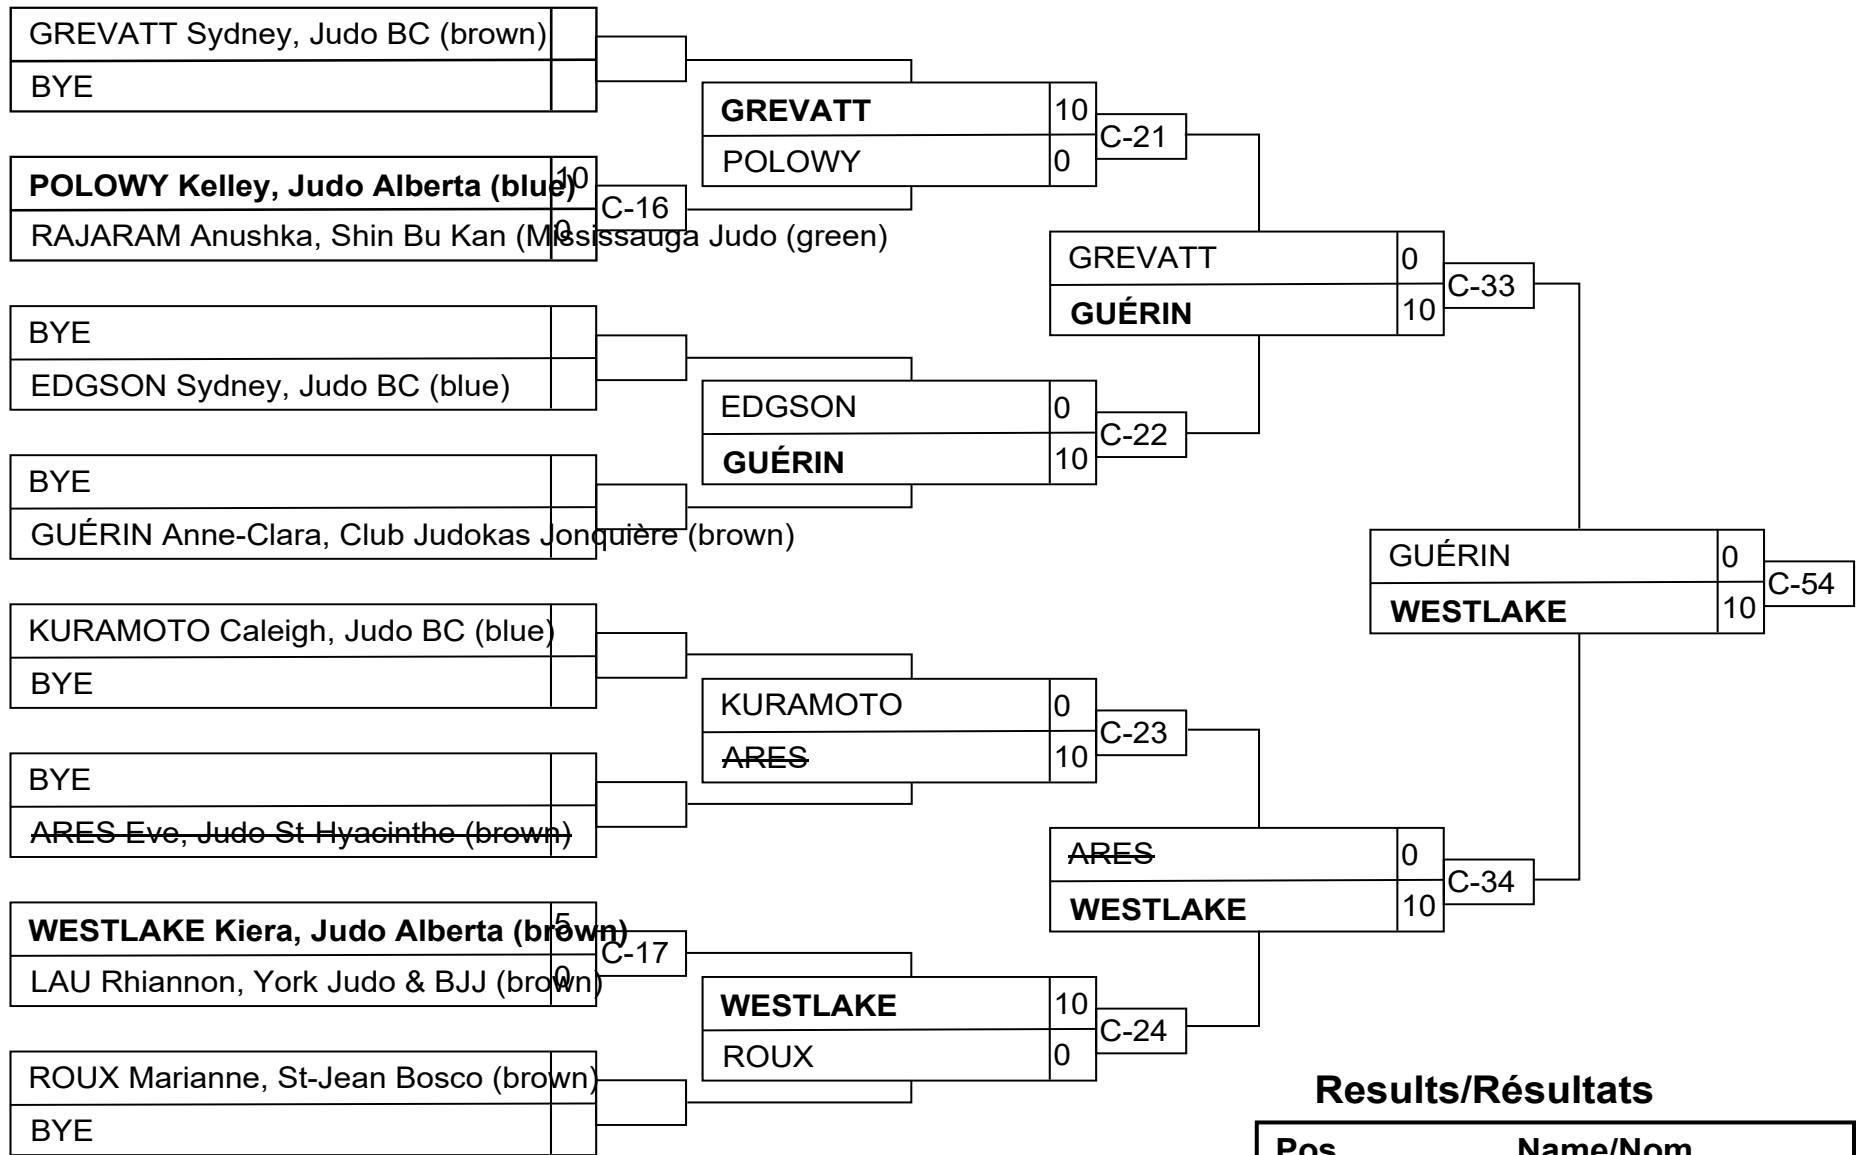 GREVATT Sydney, Judo BC (brown)
BYE
POLOWY Kelley, Judo Alberta (blue) 10
RAJARAM Anushka, Shin Bu Kan (Mississauga Judo (green) 0
C-16
BYE
EDGSON Sydney, Judo BC (blue)
BYE
GUÉRIN Anne-Clara, Club Judokas Jonquière (brown)
KURAMOTO Caleigh, Judo BC (blue)
BYE
BYE
ARES Eve, Judo St-Hyacinthe (brown)
WESTLAKE Kiera, Judo Alberta (brown) 5
LAU Rhiannon, York Judo & BJJ (brown) 0
C-17
ROUX Marianne, St-Jean Bosco (brown)
BYE
GREVATT 10
POLOWY 0
C-21
EDGSON 0
GUÉRIN 10
C-22
KURAMOTO 0
ARES 10
C-23
WESTLAKE 10
ROUX 0
C-24
GREVATT 0
GUÉRIN 10
C-33
ARES 0
WESTLAKE 10
C-34
GUÉRIN 0
WESTLAKE 10
C-54
Results/Résultats
Pos Name/Nom